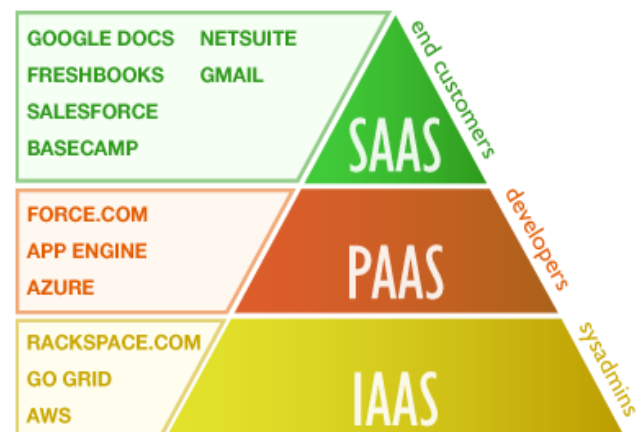 GOOGLE DOCS NETSUITE
FRESHBOOKS GMAIL
SALESFORCE
BASECAMP
SAAS
end customers
FORCE.COM
APP ENGINE
AZURE
PAAS
developers
RACKSPACE.COM
GO GRID
AWS
IAAS
sysadmins